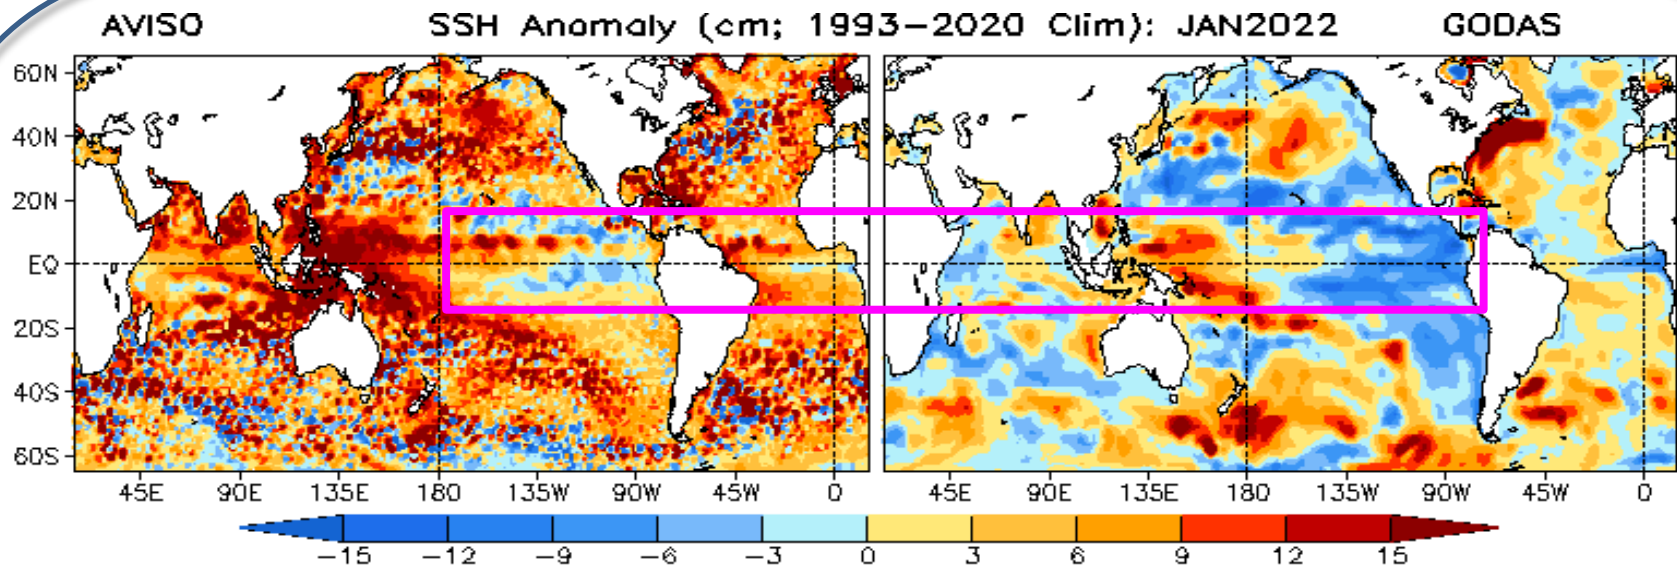 AVISO SSH Anomaly (cm; 1993-2020 Clim): JAN2022 GODAS
60N
40N
20N
EQ
20S
40S
60S
45E 90E 135E 180 135W 90W 45W 0 45E 90E 135E 180 135W 90W 45W 0
-15 -12 -9 -6 -3 0 3 6 9 12 15